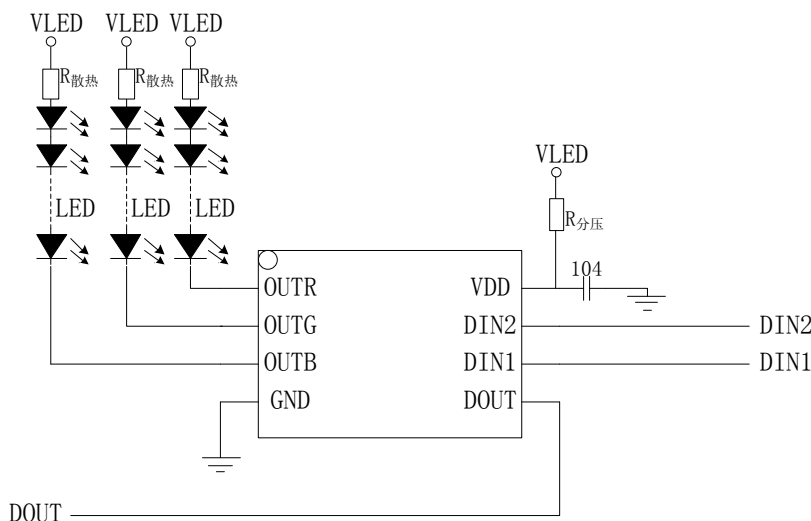 VLED VLED VLED
R散热 R散热 R散热
VLED
LED LED LED
R分压
104
OUTR VDD
OUTG DIN2 DIN2
OUTB DIN1 DIN1
GND DOUT
DOUT